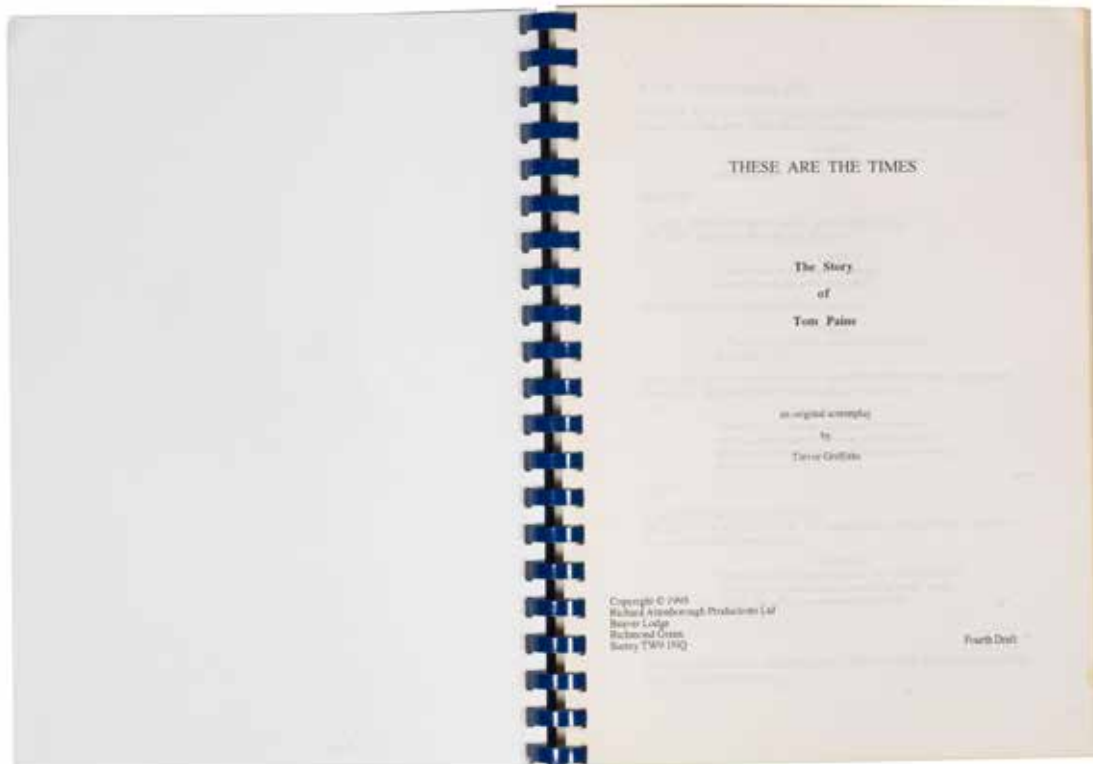 THESE ARE THE TIMES
The Story
of
Tom Paine
an original screenplay
by
Trevor Griffiths
Copyright ©
Richard Attenborough Productions Ltd
Beaver Lodge
Richmond Green
Surrey TW9 1NQ
Fourth Draft